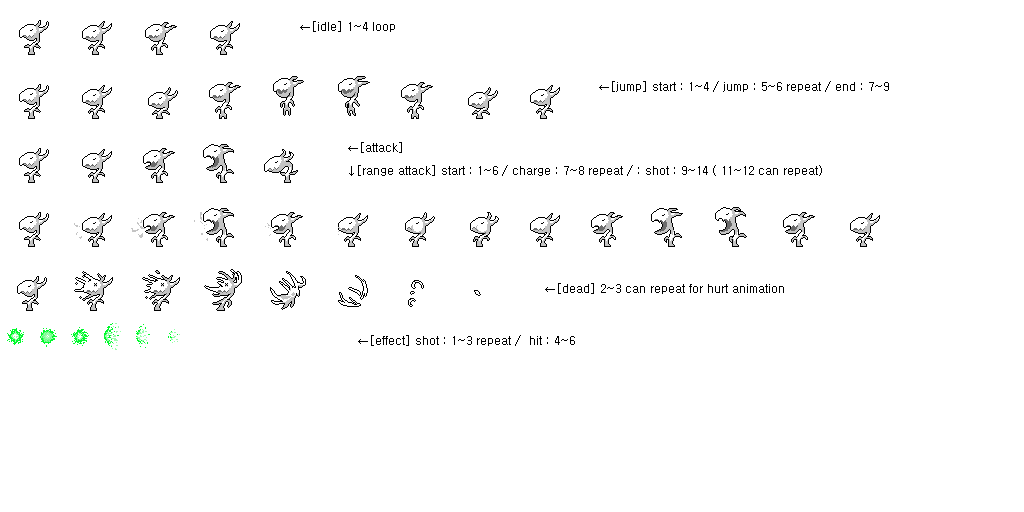 ←[idle] 1~4 loop
←[jump] start : 1~4 / jump : 5~6 repeat / end : 7~9
←[attack]
↓[range attack] start : 1~6 / charge : 7~8 repeat / : shot : 9~14 ( 11~12 can repeat)
←[dead] 2~3 can repeat for hurt animation
←[effect] shot : 1~3 repeat / hit : 4~6